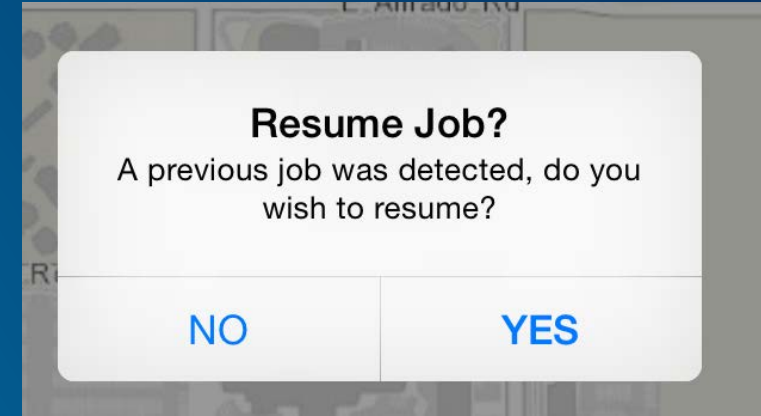 Resume Job?
A previous job was detected, do you
wish to resume?
NO
YES